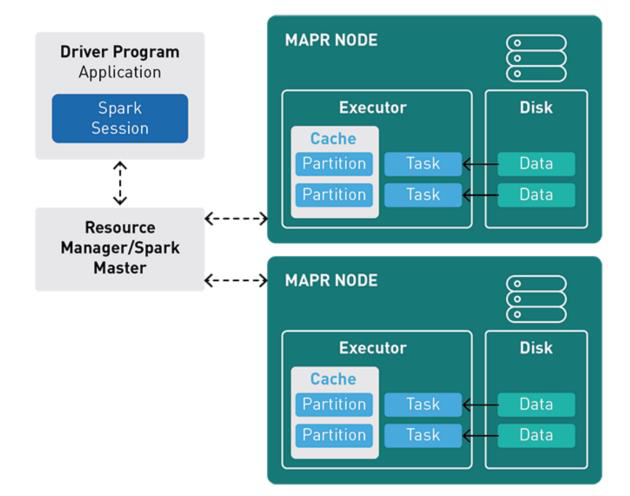 Driver Program
Application
Spark
Session
Resource
Manager/Spark
Master
MAPR NODE
Executor
Disk
Cache
Partition
Task
Data
Partition
Task
Data
MAPR NODE
Executor
Disk
Cache
Partition
Task
Data
Partition
Task
Data